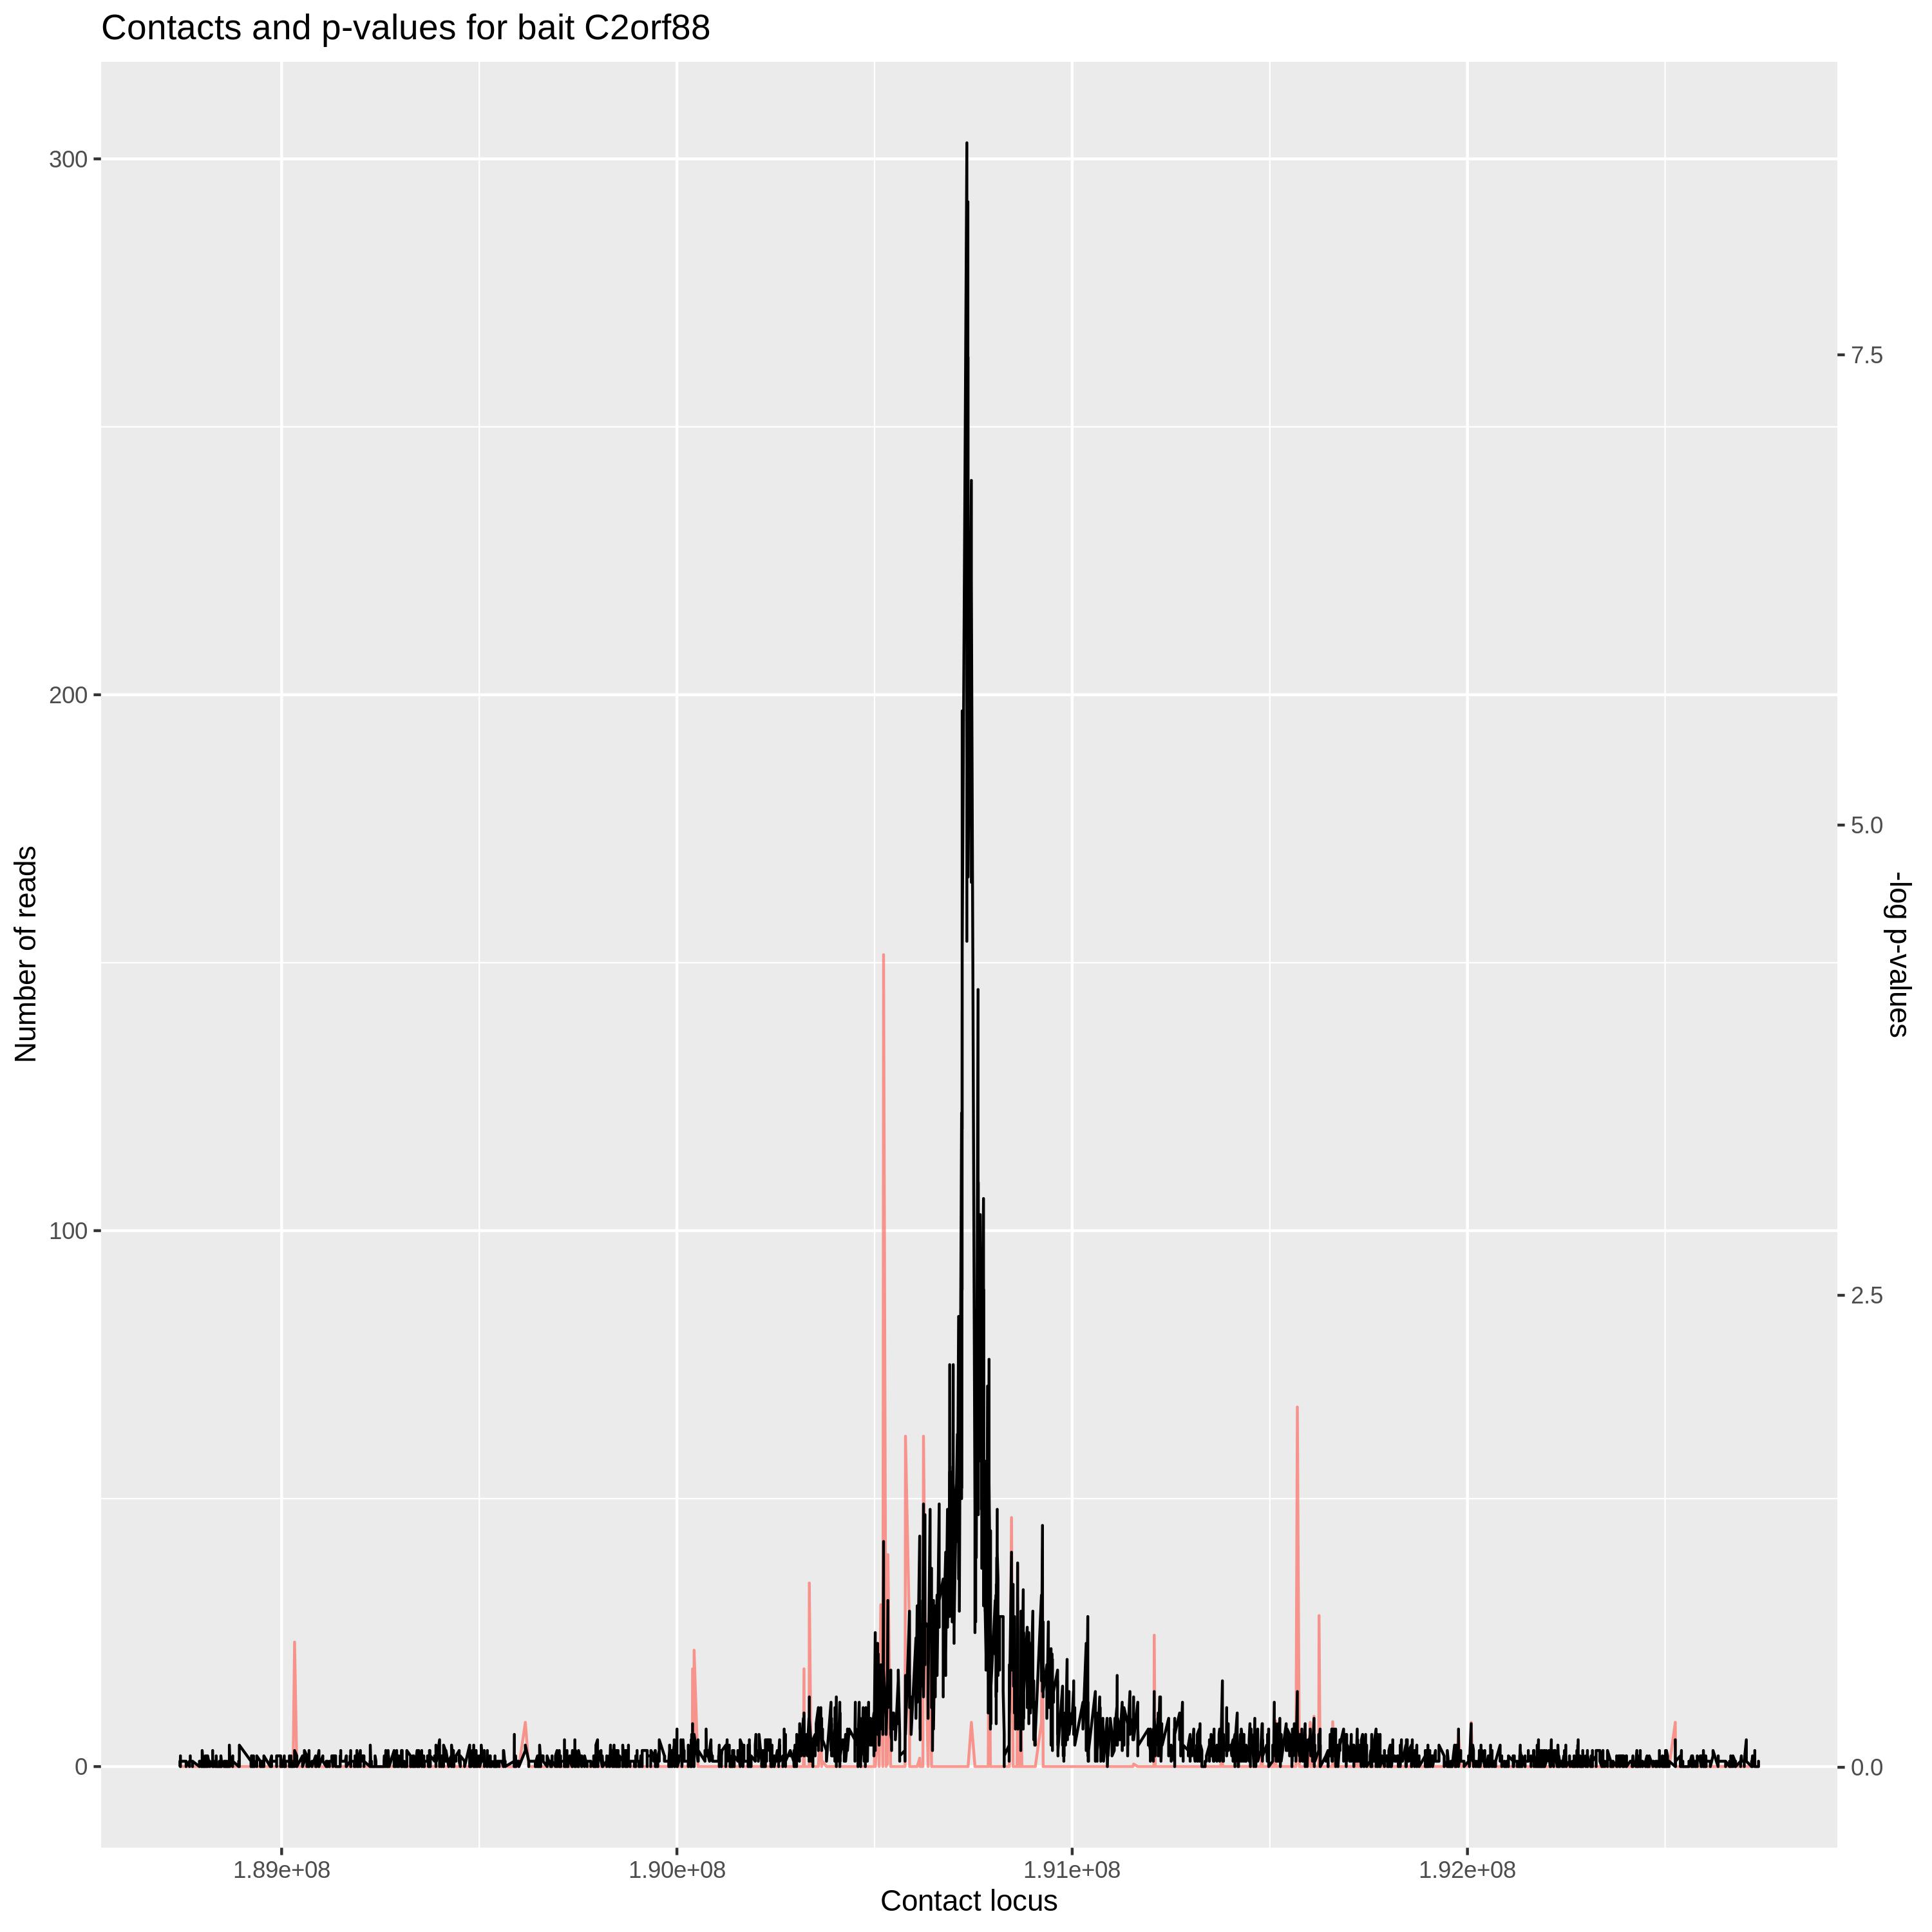 Contacts and p-values for bait C2orf88
300
200
100
0
Number of reads
7.5
5.0
2.5
0.0
-log p-values
1.89e+08
1.90e+08
1.91e+08
1.92e+08
Contact locus